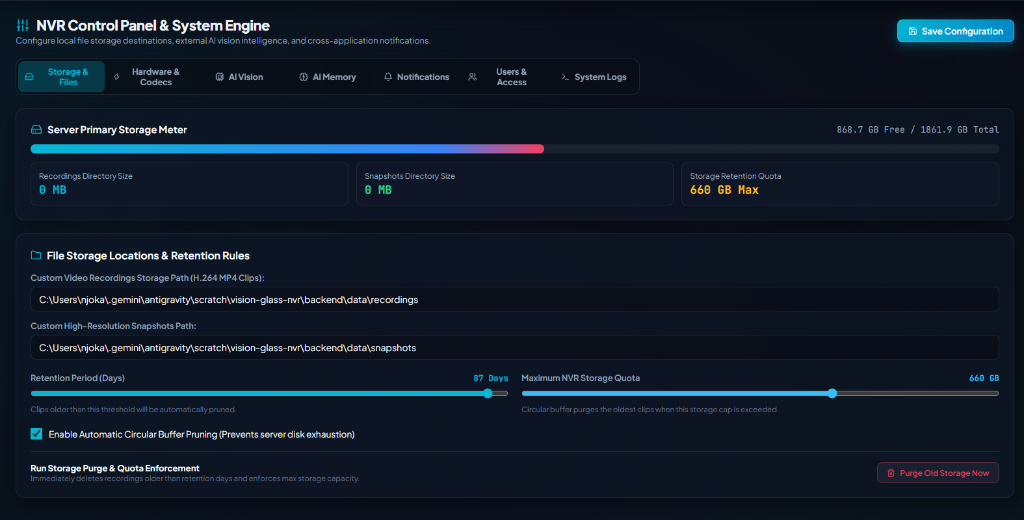 NVR Control Panel & System Engine
Configure local file storage destinations, external AI vision intelligence, and cross-application notifications.
Save Configuration
Storage & Files
Hardware & Codecs
AI Vision
AI Memory
Notifications
Users & Access
System Logs
Server Primary Storage Meter
868.7 GB Free / 1861.9 GB Total
Recordings Directory Size
0 MB
Snapshots Directory Size
0 MB
Storage Retention Quota
660 GB Max
File Storage Locations & Retention Rules
Custom Video Recordings Storage Path (H.264 MP4 Clips):
C:\Users\njoka\.gemini\antigravity\scratch\vision-glass-nvr\backend\data\recordings
Custom High-Resolution Snapshots Path:
C:\Users\njoka\.gemini\antigravity\scratch\vision-glass-nvr\backend\data\snapshots
Retention Period (Days)
87 Days
Clips older than this threshold will be automatically pruned.
Maximum NVR Storage Quota
660 GB
Circular buffer purges the oldest clips when this storage cap is exceeded.
Enable Automatic Circular Buffer Pruning (Prevents server disk exhaustion)
Run Storage Purge & Quota Enforcement
Immediately deletes recordings older than retention days and enforces max storage capacity.
Purge Old Storage Now